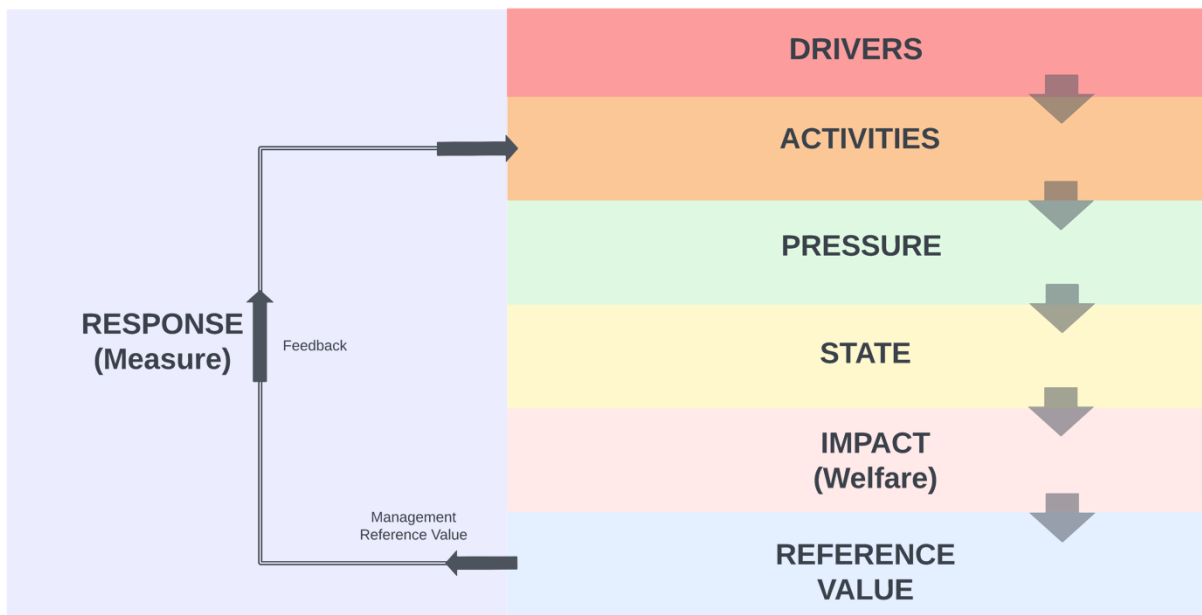 DRIVERS
ACTIVITIES
PRESSURE
RESPONSE
(Measure)
Feedback
STATE
IMPACT
(Welfare)
Management
Reference Value
REFERENCE
VALUE